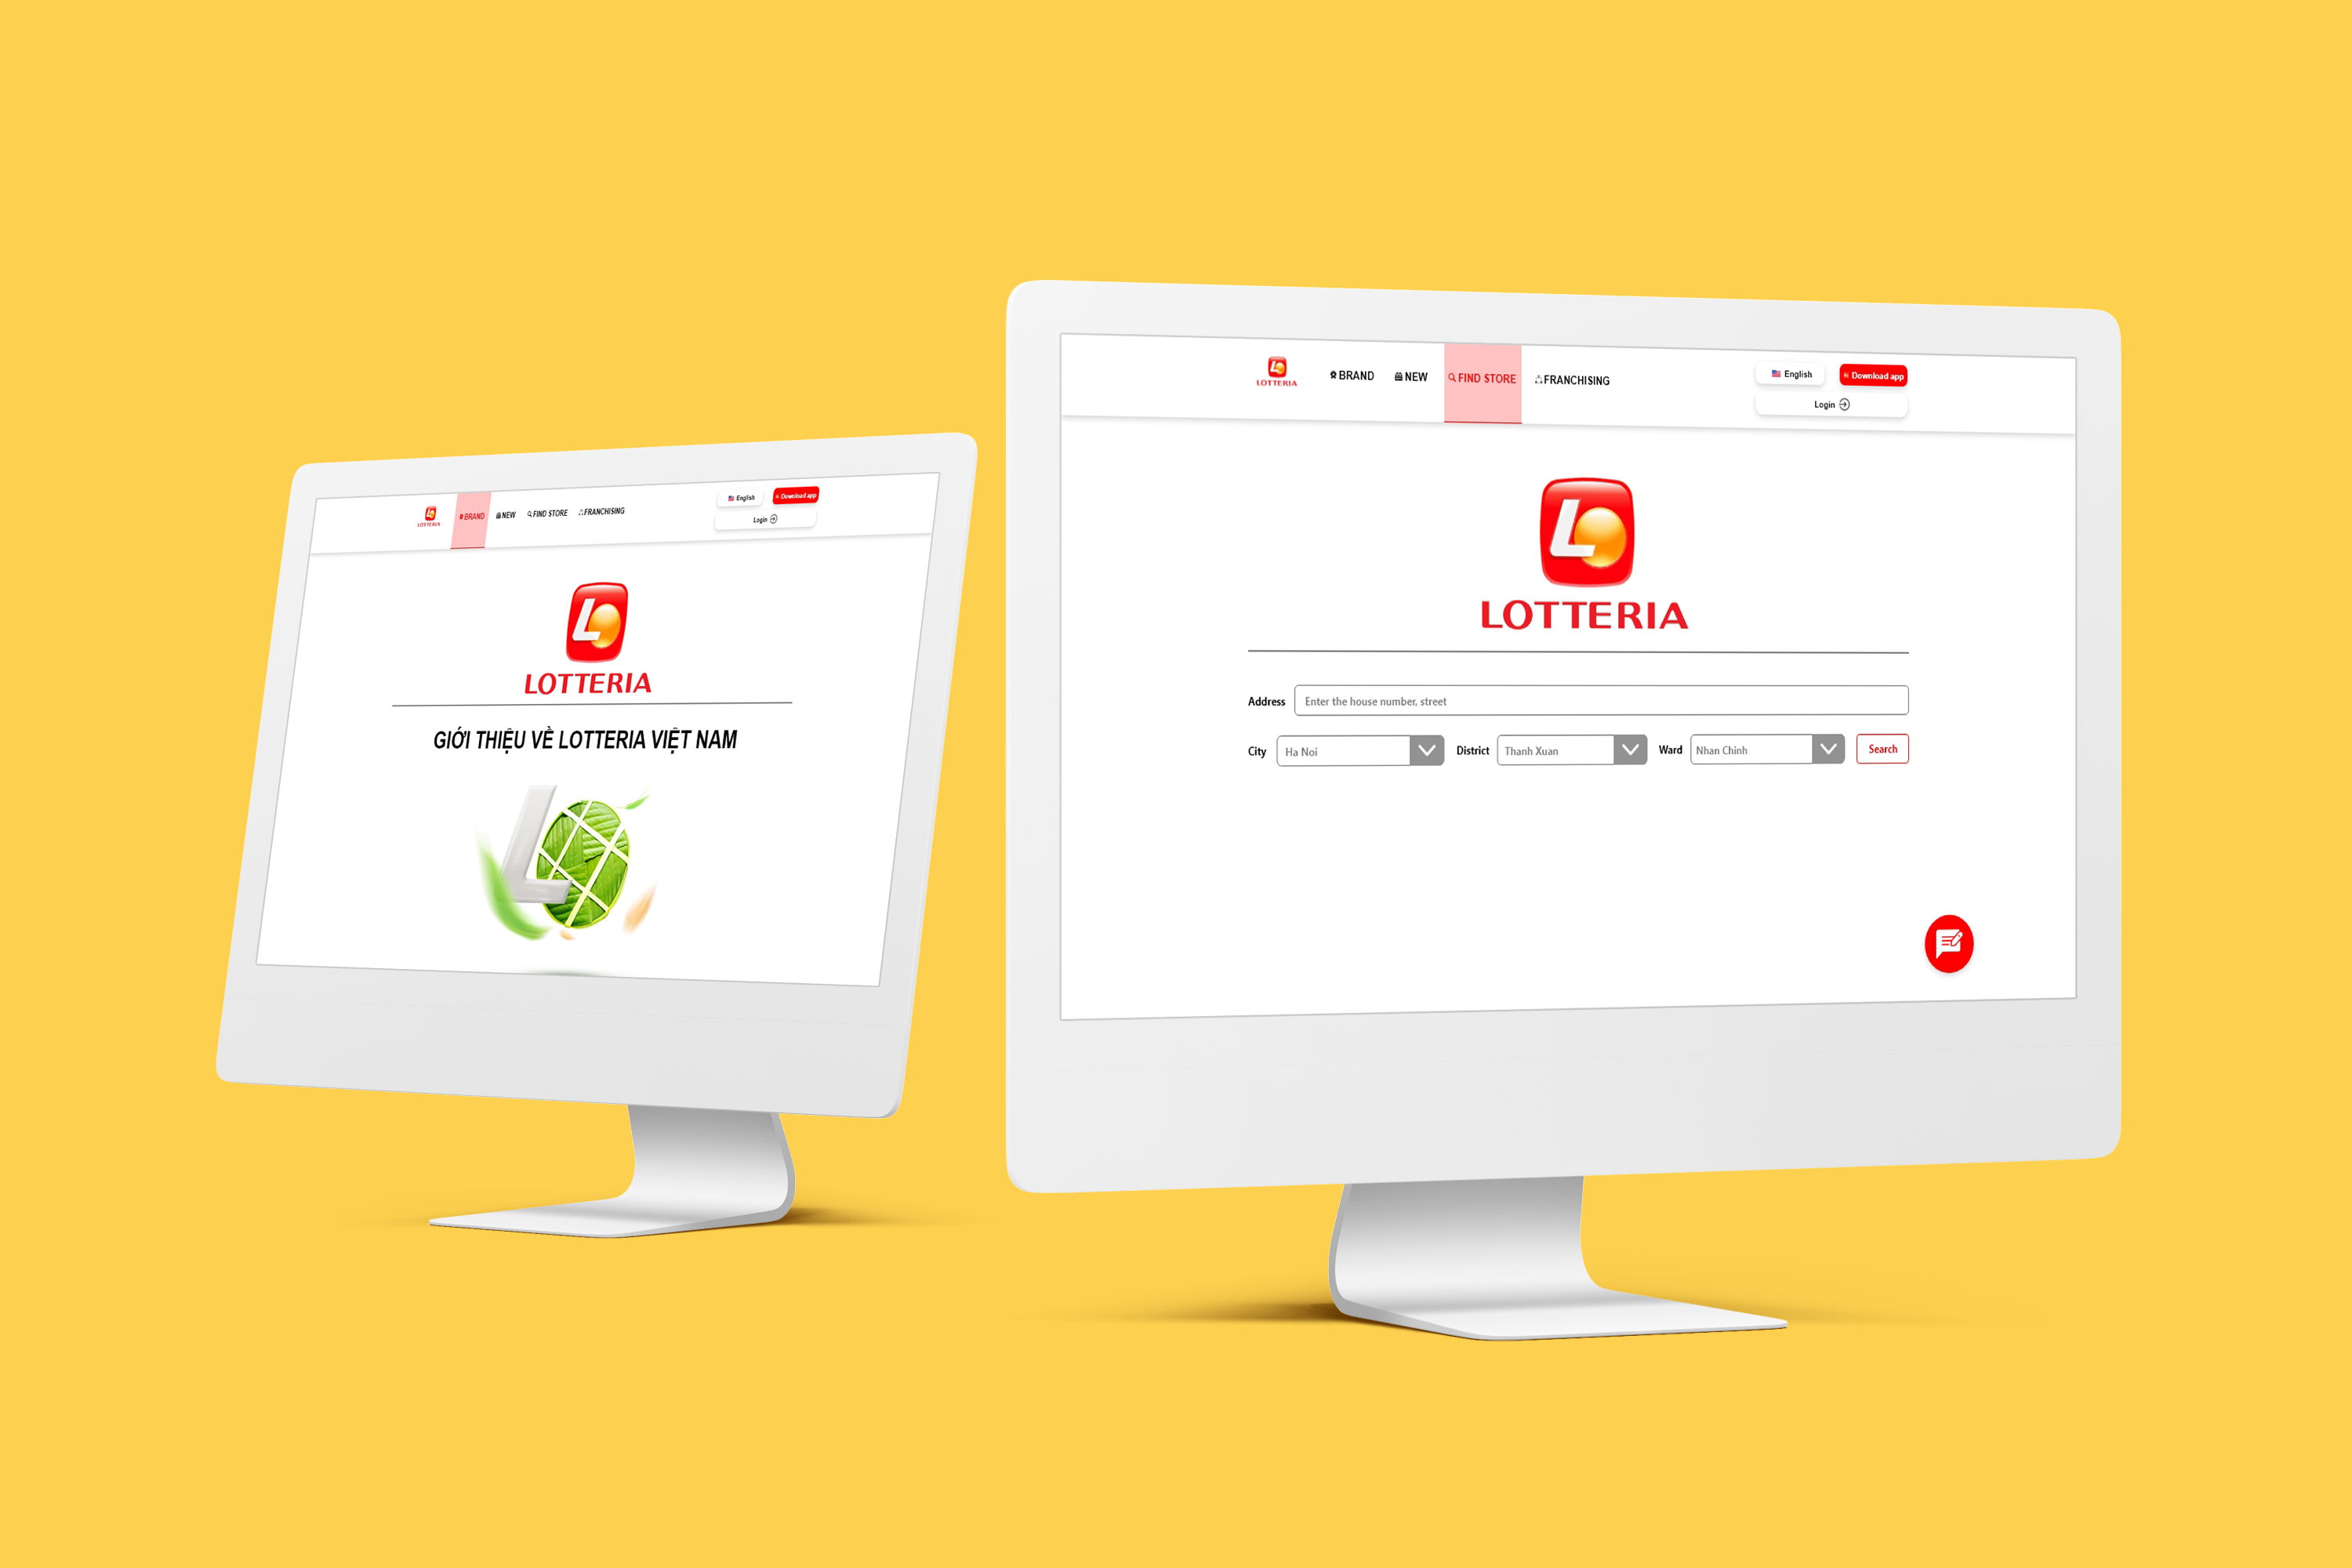 LOTTERIA
BRAND
NEW
FIND STORE
FRANCHISING
English
Download app
Login
LOTTERIA
GIỚI THIỆU VỀ LOTTERIA VIỆT NAM
LOTTERIA
BRAND
NEW
FIND STORE
FRANCHISING
English
Download app
Login
LOTTERIA
Address
Enter the house number, street
City
Ha Noi
District
Thanh Xuan
Ward
Nhan Chinh
Search